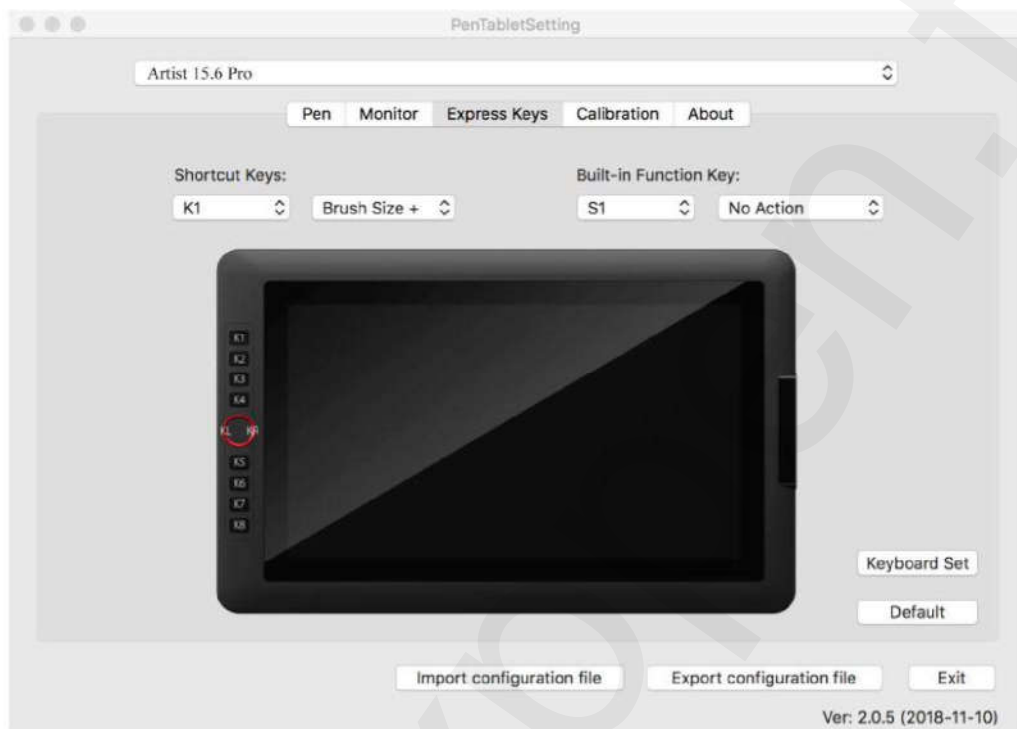 PenTabletSetting
Artist 15.6 Pro
Pen Monitor Express Keys Calibration About
Shortcut Keys: Built-in Function Key:
K1 Brush Size + S1 No Action
K1
K2
K3
K4
KL KR
K5
K6
K7
K8
Keyboard Set
Default
Import configuration file Export configuration file Exit
Ver: 2.0.5 (2018-11-10)